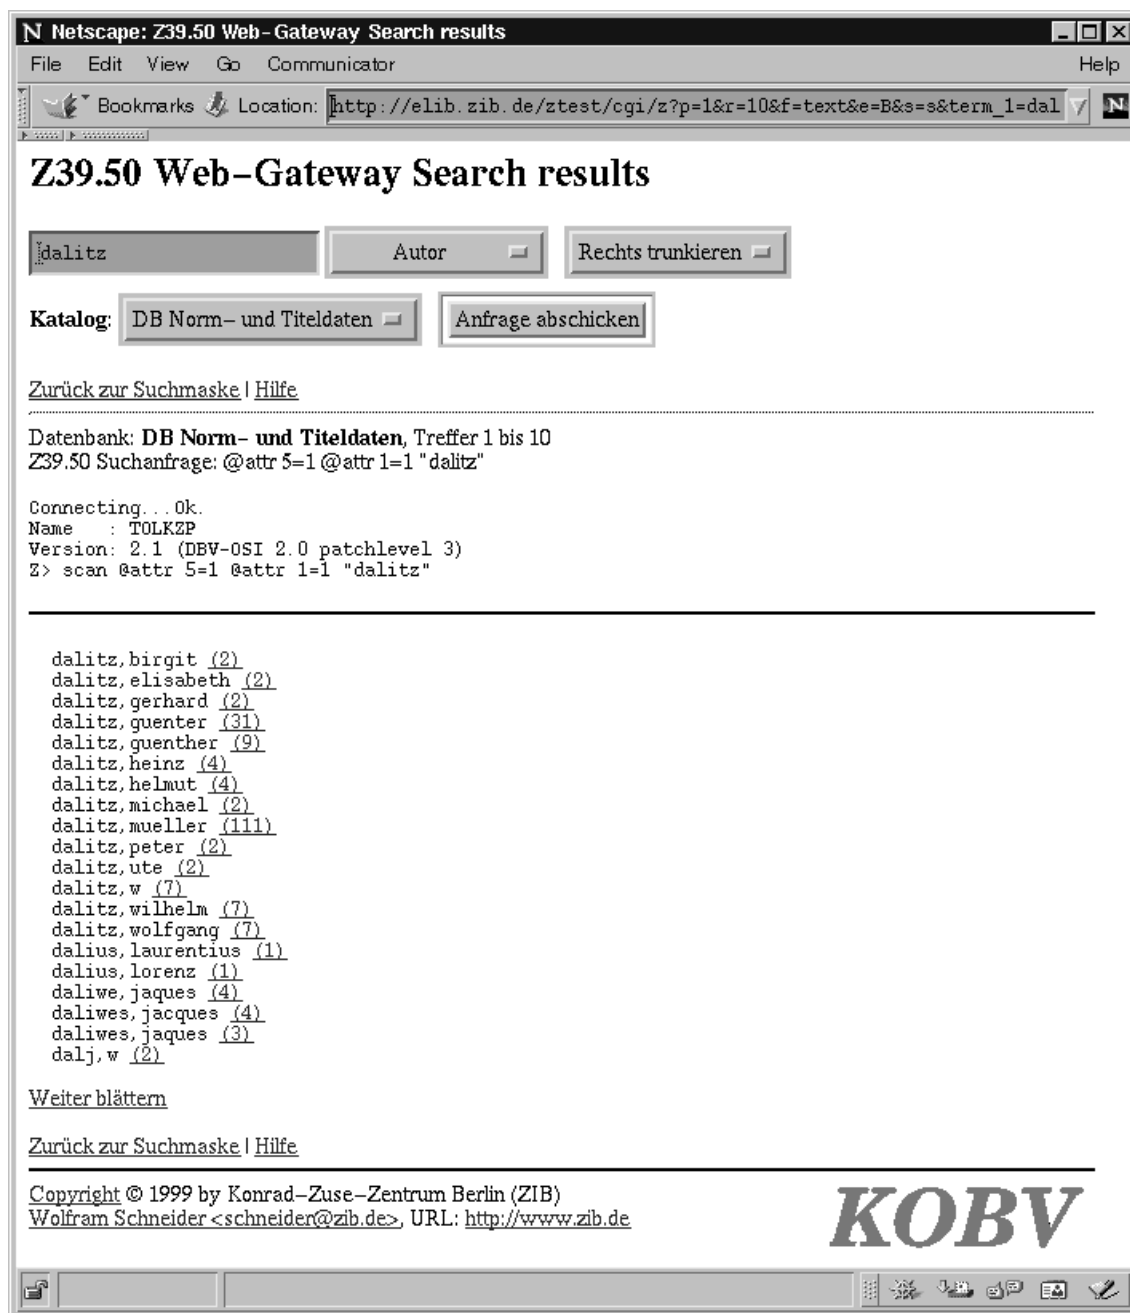 N Netscape: Z39.50 Web-Gateway Search results
File Edit View Go Communicator Help
Bookmarks Location: http://elib.zib.de/ztest/cgi/z?p=1&r=10&f=text&e=B&s=s&term_1=dal N
Z39.50 Web-Gateway Search results
dalitz Autor Rechts trunkieren
Katalog: DB Norm- und Titeldaten Anfrage abschicken
Zurück zur Suchmaske | Hilfe
Datenbank: DB Norm- und Titeldaten, Treffer 1 bis 10
Z39.50 Suchanfrage: @attr 5=1 @attr 1=1 "dalitz"
Connecting...Ok.
Name   : TOLKZP
Version: 2.1 (DBV-OSI 2.0 patchlevel 3)
Z> scan @attr 5=1 @attr 1=1 "dalitz"
dalitz,birgit (2)
dalitz,elisabeth (2)
dalitz,gerhard (2)
dalitz,guenter (31)
dalitz,guenther (9)
dalitz,heinz (4)
dalitz,helmut (4)
dalitz,michael (2)
dalitz,mueller (111)
dalitz,peter (2)
dalitz,ute (2)
dalitz,w (7)
dalitz,wilhelm (7)
dalitz,wolfgang (7)
dalius,laurentius (1)
dalius,lorenz (1)
daliwe,jaques (4)
daliwes,jacques (4)
daliwes,jaques (3)
dalj,w (2)
Weiter blättern
Zurück zur Suchmaske | Hilfe
Copyright © 1999 by Konrad-Zuse-Zentrum Berlin (ZIB)
Wolfram Schneider <schneider@zib.de>, URL: http://www.zib.de
KOBV